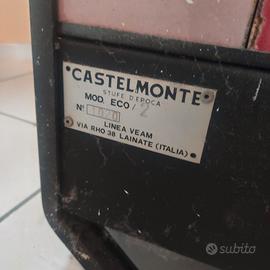 CASTELMONTE
STUFE D'EPOCA
MOD. ECO/2
N°
LINEA VEAM
VIA RHO 38 LAINATE (ITALIA)
subito